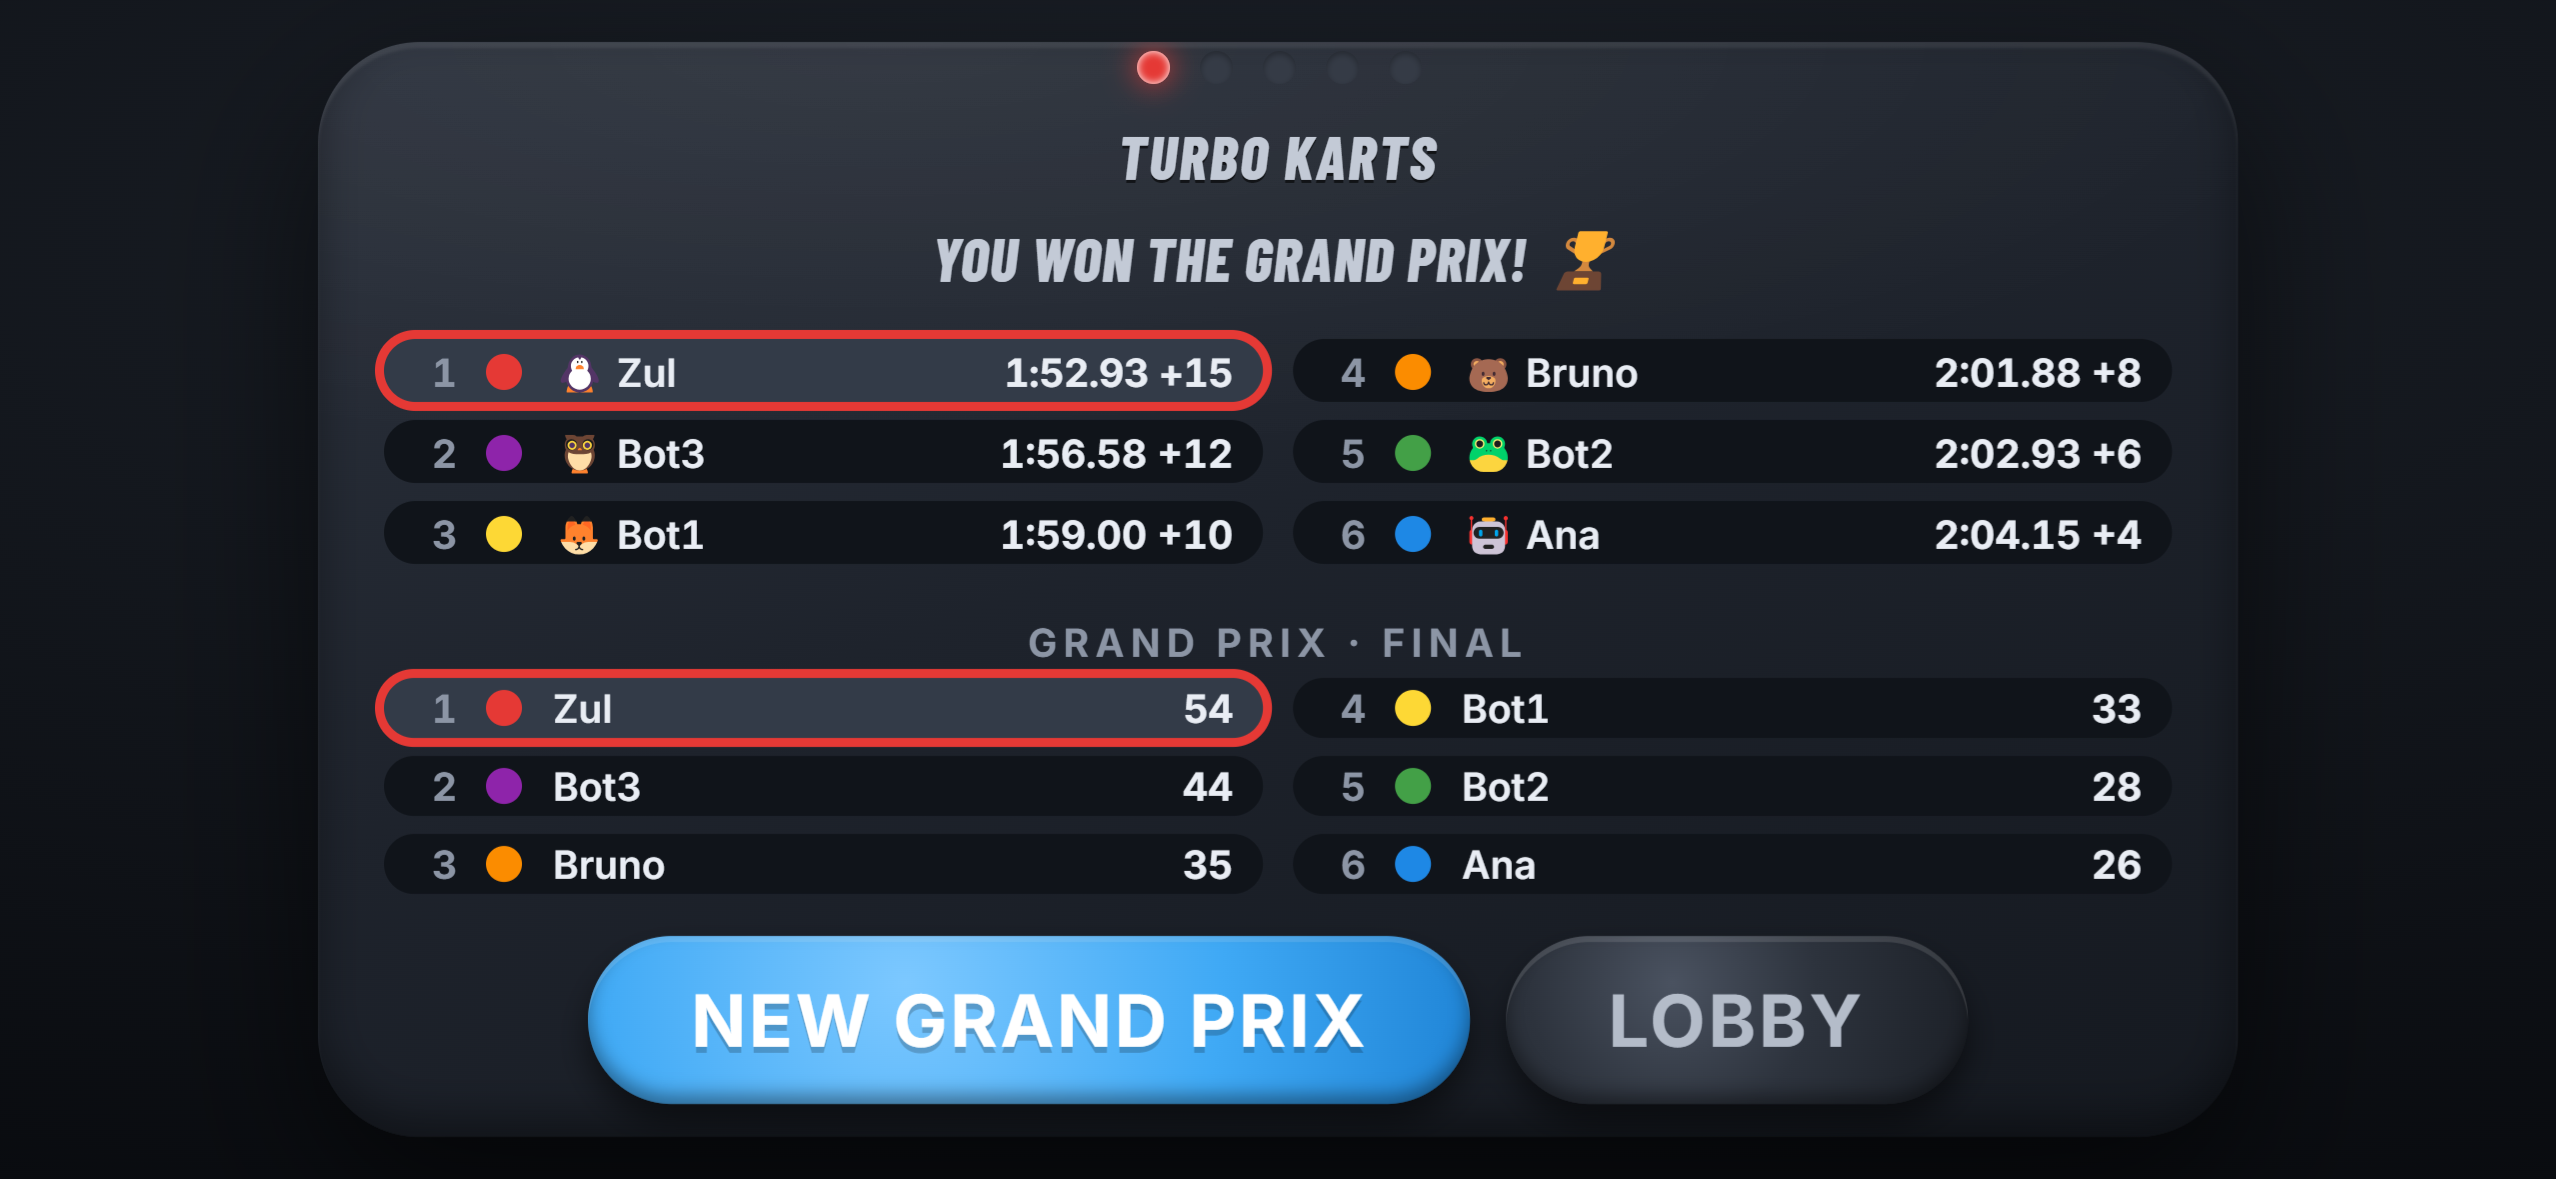 TURBO KARTS
YOU WON THE GRAND PRIX!
1 Zul 1:52.93 +15
2 Bot3 1:56.58 +12
3 Bot1 1:59.00 +10
4 Bruno 2:01.88 +8
5 Bot2 2:02.93 +6
6 Ana 2:04.15 +4
GRAND PRIX · FINAL
1 Zul 54
2 Bot3 44
3 Bruno 35
4 Bot1 33
5 Bot2 28
6 Ana 26
NEW GRAND PRIX
LOBBY